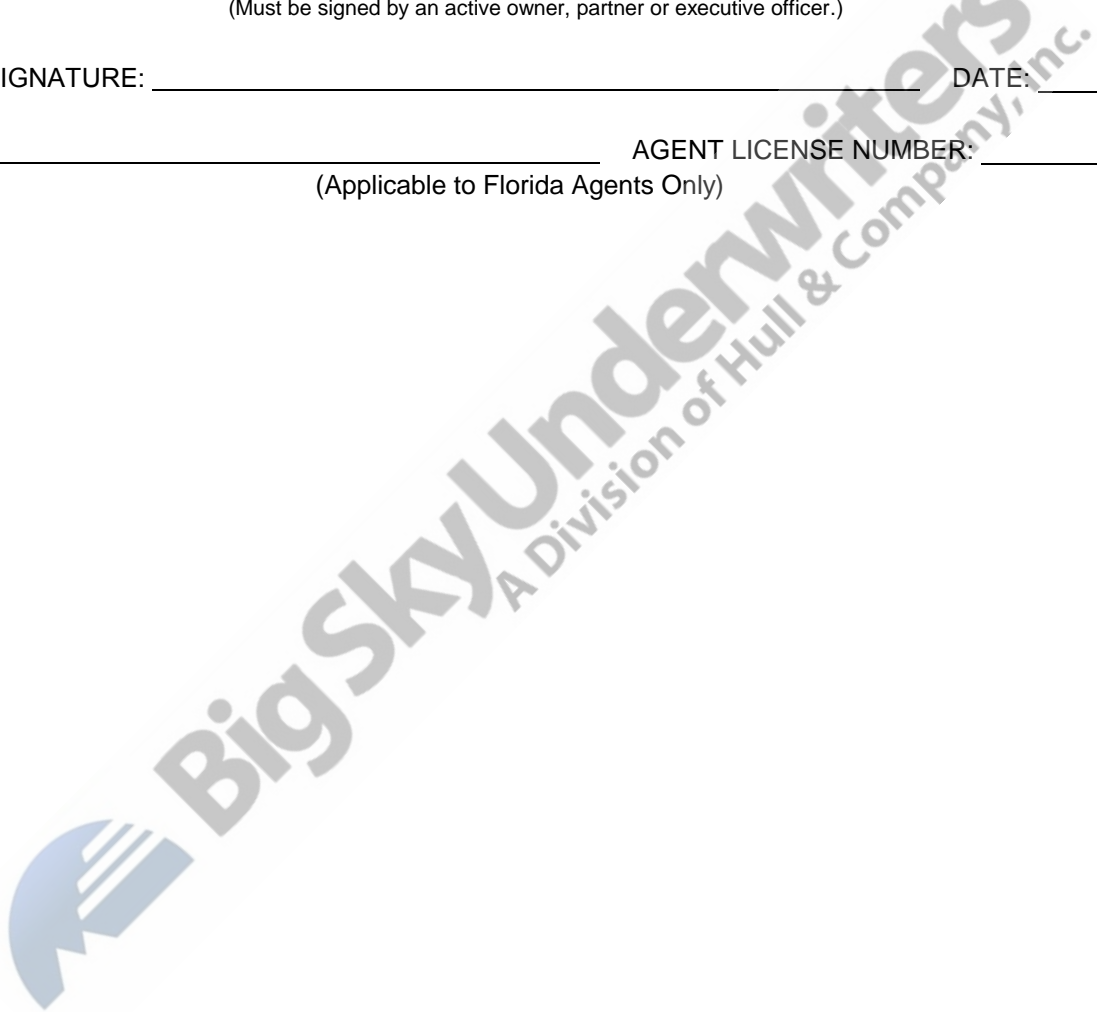 (Must be signed by an active owner, partner or executive officer.)
IGNATURE: DATE:
AGENT LICENSE NUMBER:
(Applicable to Florida Agents Only)
Big Sky Underwriters
A Division of Hull & Company, Inc.